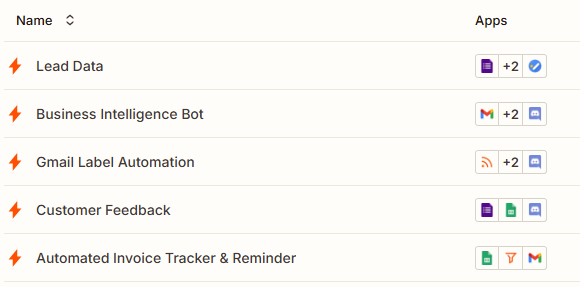 Name Apps
Lead Data +2
Business Intelligence Bot +2
Gmail Label Automation +2
Customer Feedback
Automated Invoice Tracker & Reminder